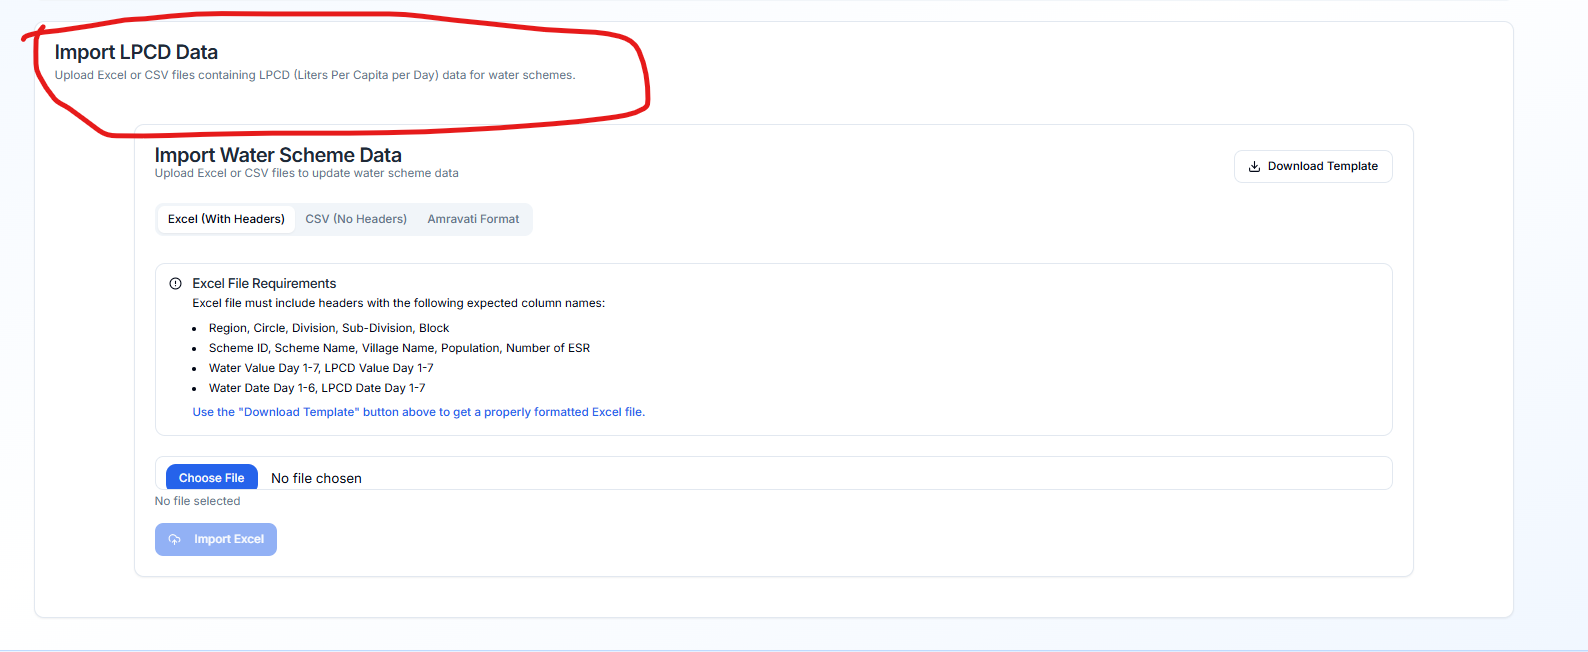 Import LPCD Data
Upload Excel or CSV files containing LPCD (Liters Per Capita per Day) data for water schemes.
Import Water Scheme Data
Upload Excel or CSV files to update water scheme data
Download Template
Excel (With Headers) CSV (No Headers) Amravati Format
Excel File Requirements
Excel file must include headers with the following expected column names:
Region, Circle, Division, Sub-Division, Block
Scheme ID, Scheme Name, Village Name, Population, Number of ESR
Water Value Day 1-7, LPCD Value Day 1-7
Water Date Day 1-6, LPCD Date Day 1-7
Use the "Download Template" button above to get a properly formatted Excel file.
Choose File No file chosen
No file selected
Import Excel